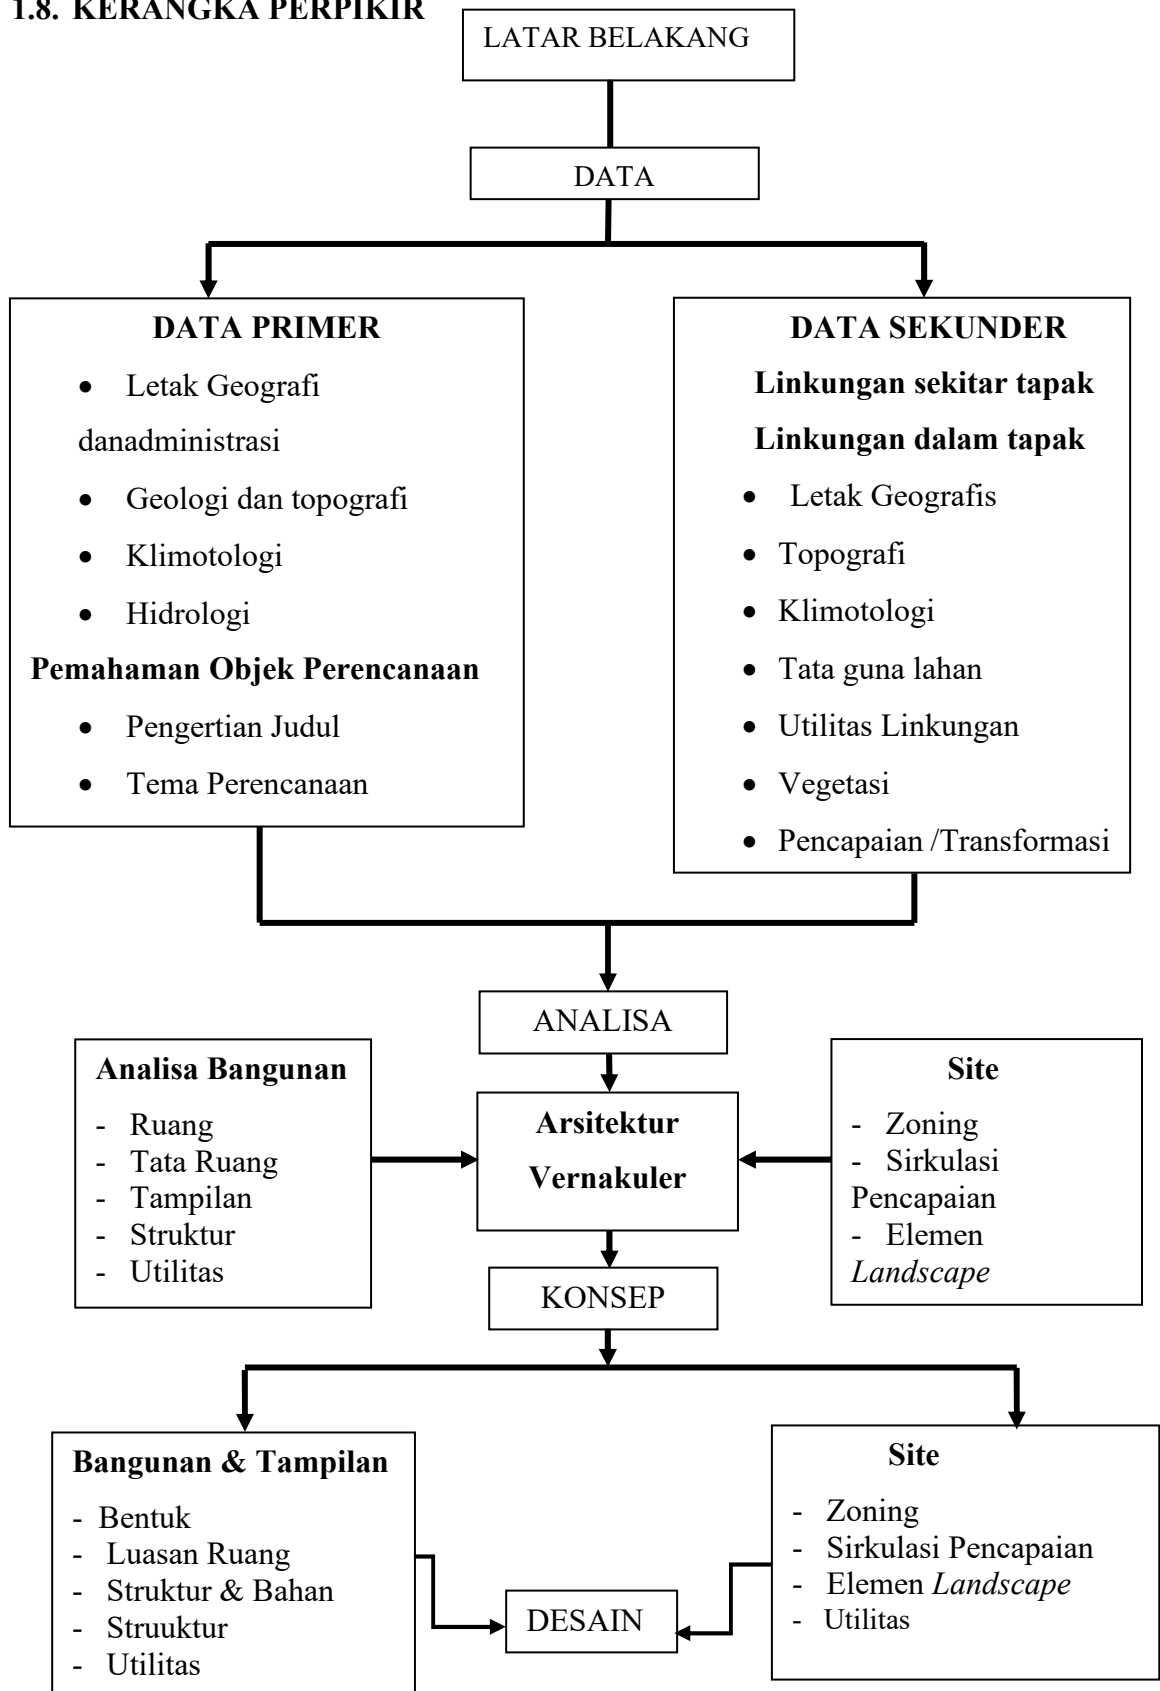 1.8. KERANGKA PERPIKIR
LATAR BELAKANG
DATA
DATA PRIMER
• Letak Geografi
danadministrasi
• Geologi dan topografi
• Klimotologi
• Hidrologi
Pemahaman Objek Perencanaan
• Pengertian Judul
• Tema Perencanaan
DATA SEKUNDER
Linkungan sekitar tapak
Linkungan dalam tapak
• Letak Geografis
• Topografi
• Klimotologi
• Tata guna lahan
• Utilitas Linkungan
• Vegetasi
• Pencapaian /Transformasi
ANALISA
Analisa Bangunan
- Ruang
- Tata Ruang
- Tampilan
- Struktur
- Utilitas
Arsitektur
Vernakuler
Site
- Zoning
- Sirkulasi
Pencapaian
- Elemen
Landscape
KONSEP
Bangunan & Tampilan
- Bentuk
- Luasan Ruang
- Struktur & Bahan
- Struuktur
- Utilitas
DESAIN
Site
- Zoning
- Sirkulasi Pencapaian
- Elemen Landscape
- Utilitas